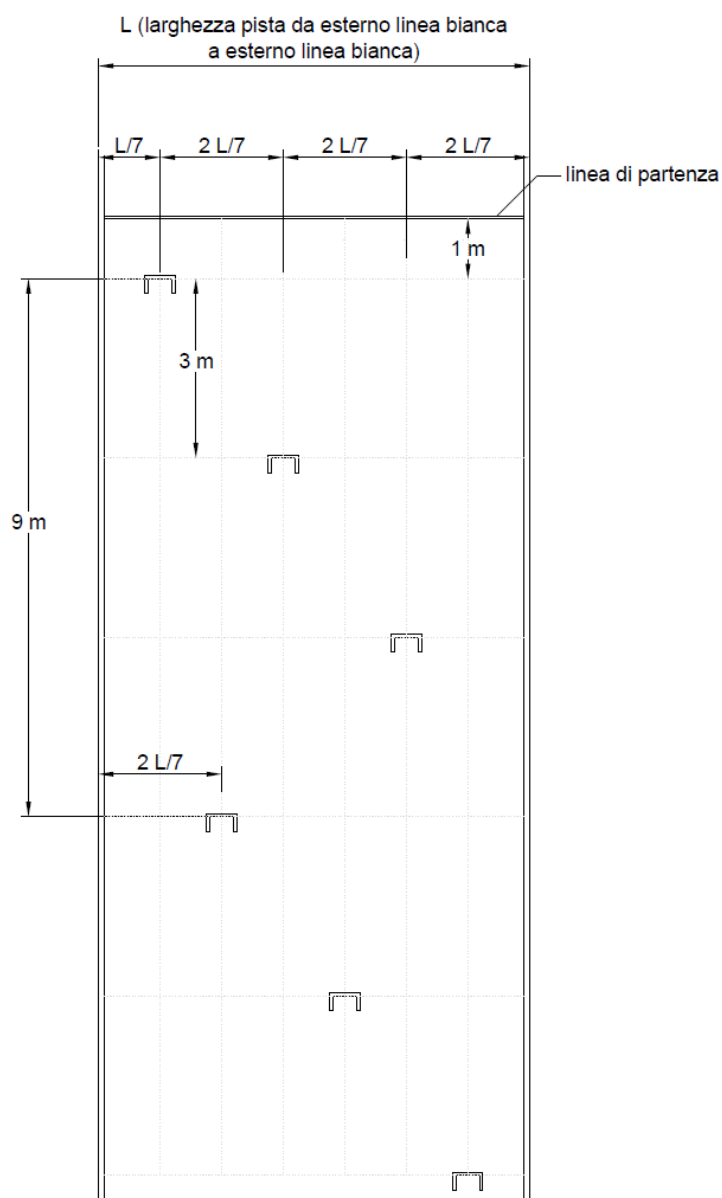 L (larghezza pista da esterno linea bianca
a esterno linea bianca)
L/7
2 L/7
2 L/7
2 L/7
linea di partenza
1 m
3 m
9 m
2 L/7